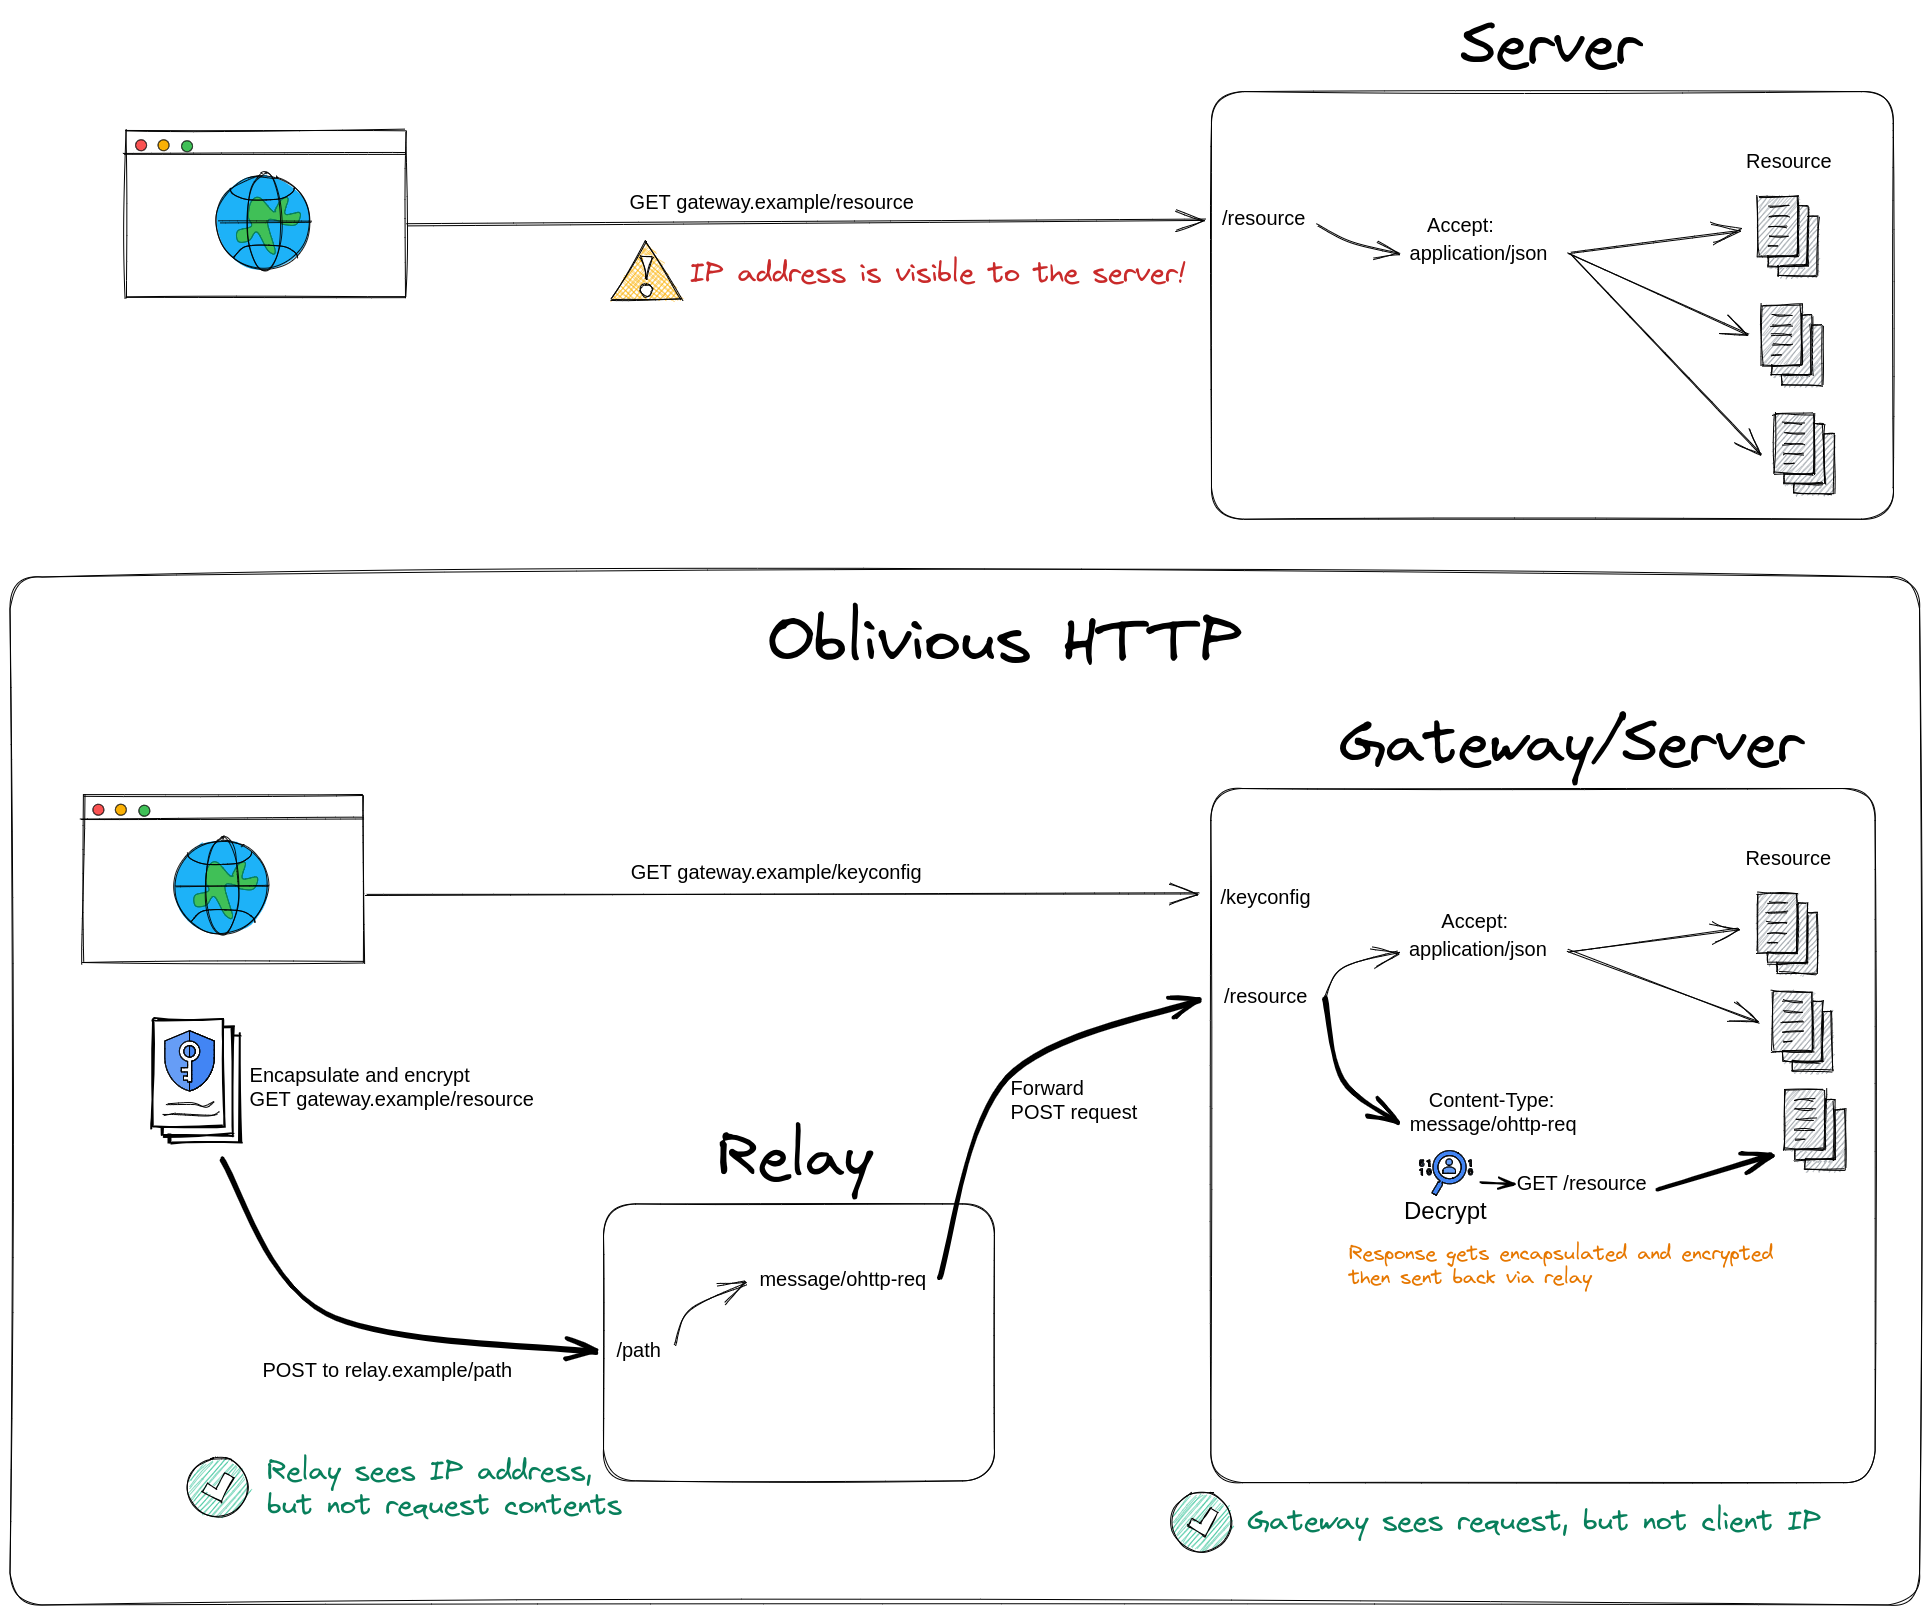 Server
Resource
GET gateway.example/resource
/resource
Accept:
application/json
IP address is visible to the server!
Oblivious HTTP
Gateway/Server
Resource
GET gateway.example/keyconfig
/keyconfig
Accept:
application/json
/resource
Encapsulate and encrypt
GET gateway.example/resource
Forward
POST request
Content-Type:
message/ohttp-req
Relay
GET /resource
Decrypt
Response gets encapsulated and encrypted
then sent back via relay
message/ohttp-req
/path
POST to relay.example/path
Relay sees IP address,
but not request contents
Gateway sees request, but not client IP